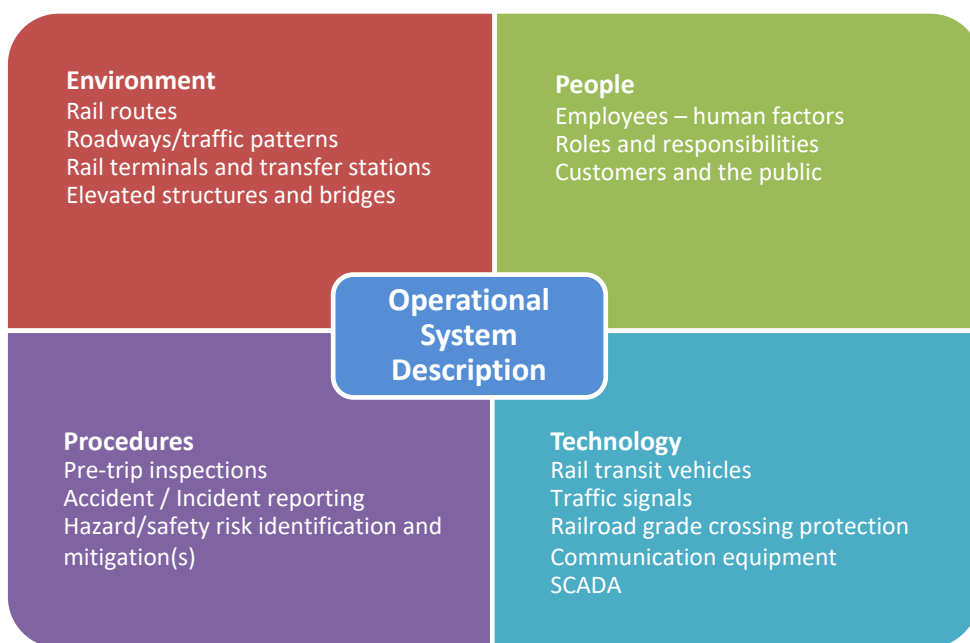 Environment
Rail routes
Roadways/traffic patterns
Rail terminals and transfer stations
Elevated structures and bridges
People
Employees – human factors
Roles and responsibilities
Customers and the public
Operational
System
Description
Procedures
Pre-trip inspections
Accident / Incident reporting
Hazard/safety risk identification and
mitigation(s)
Technology
Rail transit vehicles
Traffic signals
Railroad grade crossing protection
Communication equipment
SCADA